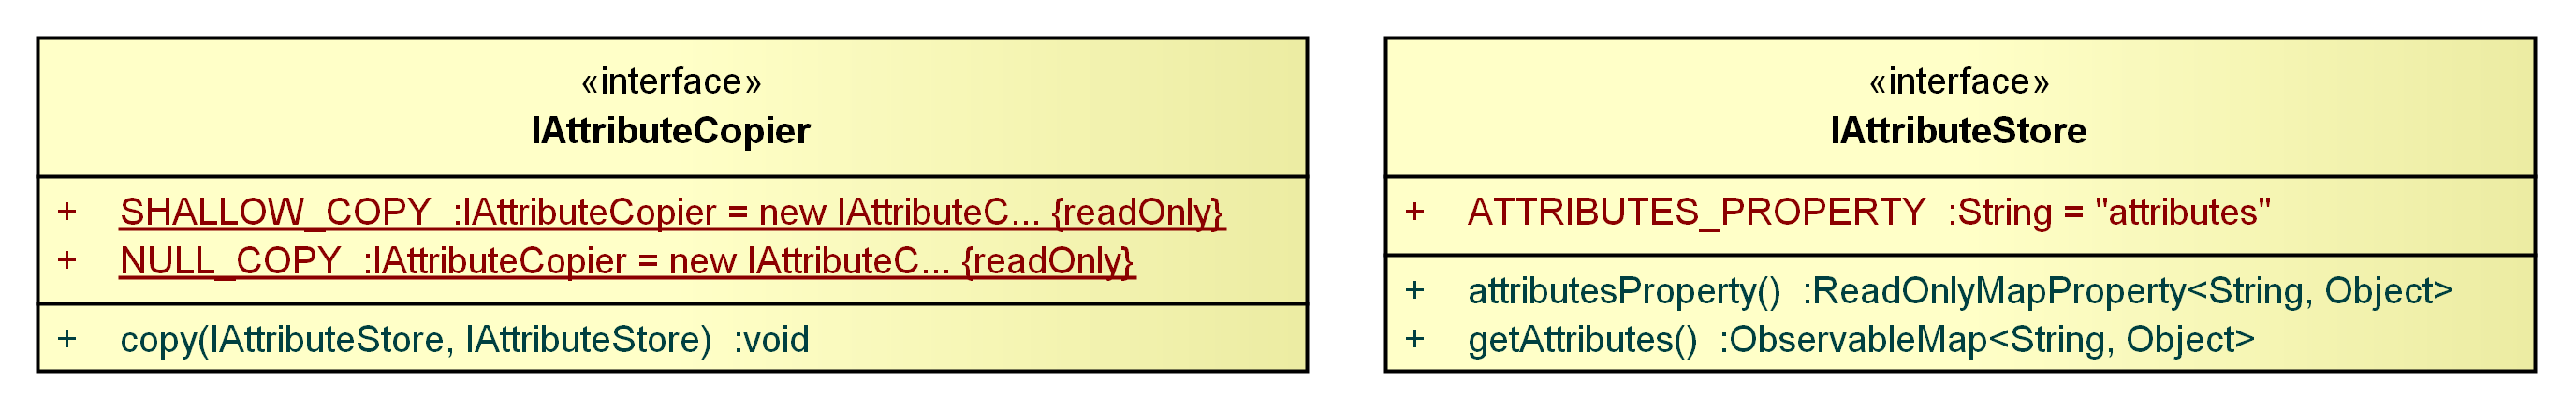 «interface»
IAttributeCopier
+ SHALLOW_COPY :IAttributeCopier = new IAttributeC... {readOnly}
+ NULL_COPY :IAttributeCopier = new IAttributeC... {readOnly}
+ copy(IAttributeStore, IAttributeStore) :void
«interface»
IAttributeStore
+ ATTRIBUTES_PROPERTY :String = "attributes"
+ attributesProperty() :ReadOnlyMapProperty<String, Object>
+ getAttributes() :ObservableMap<String, Object>